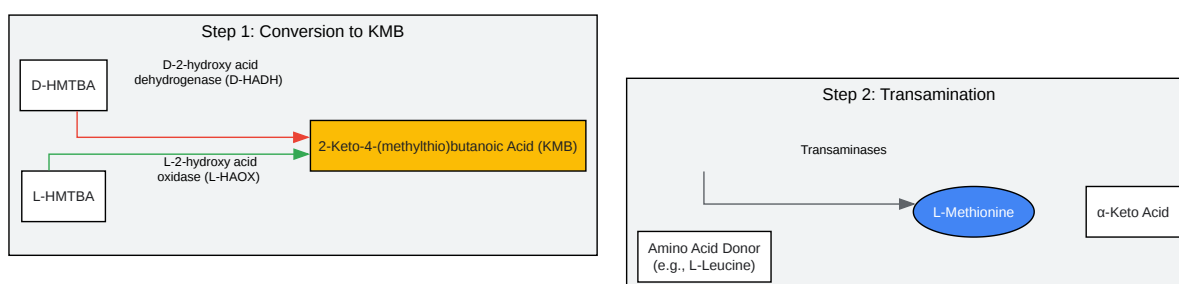 Step 1: Conversion to KMB
D-HMTBA
D-2-hydroxy acid
dehydrogenase (D-HADH)
2-Keto-4-(methylthio)butanoic Acid (KMB)
L-2-hydroxy acid
oxidase (L-HAOX)
L-HMTBA
Step 2: Transamination
Transaminases
L-Methionine
α-Keto Acid
Amino Acid Donor
(e.g., L-Leucine)